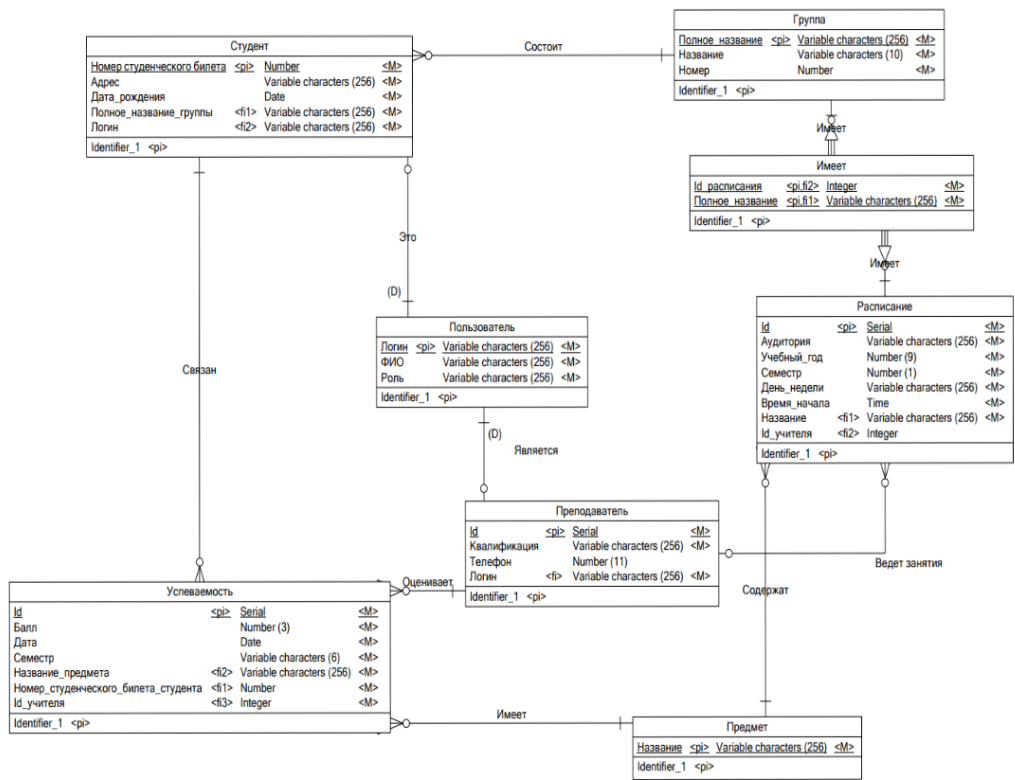 Группа
Полное_название <pi> Variable characters (256) <M>
Название Variable characters (10) <M>
Номер Number <M>
Identifier_1 <pi>
Студент
Номер студенческого билета <pi> Number <M>
Адрес Variable characters (256) <M>
Дата_рождения Date <M>
Полное_название_группы <fi1> Variable characters (256) <M>
Логин <fi2> Variable characters (256) <M>
Identifier_1 <pi>
Состоит
Имеет
Имеет
Id_расписания <pi,fi2> Integer <M>
Полное_название <pi,fi1> Variable characters (256) <M>
Identifier_1 <pi>
Имеет
Это
(D)
Расписание
Id <pi> Serial <M>
Аудитория Variable characters (256) <M>
Учебный_год Number (9) <M>
Семестр Number (1) <M>
День_недели Variable characters (256) <M>
Время_начала Time <M>
Название <fi1> Variable characters (256) <M>
Id_учителя <fi2> Integer
Identifier_1 <pi>
Пользователь
Логин <pi> Variable characters (256) <M>
ФИО Variable characters (256) <M>
Роль Variable characters (256) <M>
Identifier_1 <pi>
Связан
(D)
Является
Преподаватель
Id <pi> Serial <M>
Квалификация Variable characters (256) <M>
Телефон Number (11)
Логин <fi> Variable characters (256) <M>
Identifier_1 <pi>
Ведет занятия
Оценивает
Содержат
Успеваемость
Id <pi> Serial <M>
Балл Number (3) <M>
Дата Date <M>
Семестр Variable characters (6) <M>
Название_предмета <fi2> Variable characters (256) <M>
Номер_студенческого_билета_студента <fi1> Number <M>
Id_учителя <fi3> Integer <M>
Identifier_1 <pi>
Имеет
Предмет
Название <pi> Variable characters (256) <M>
Identifier_1 <pi>